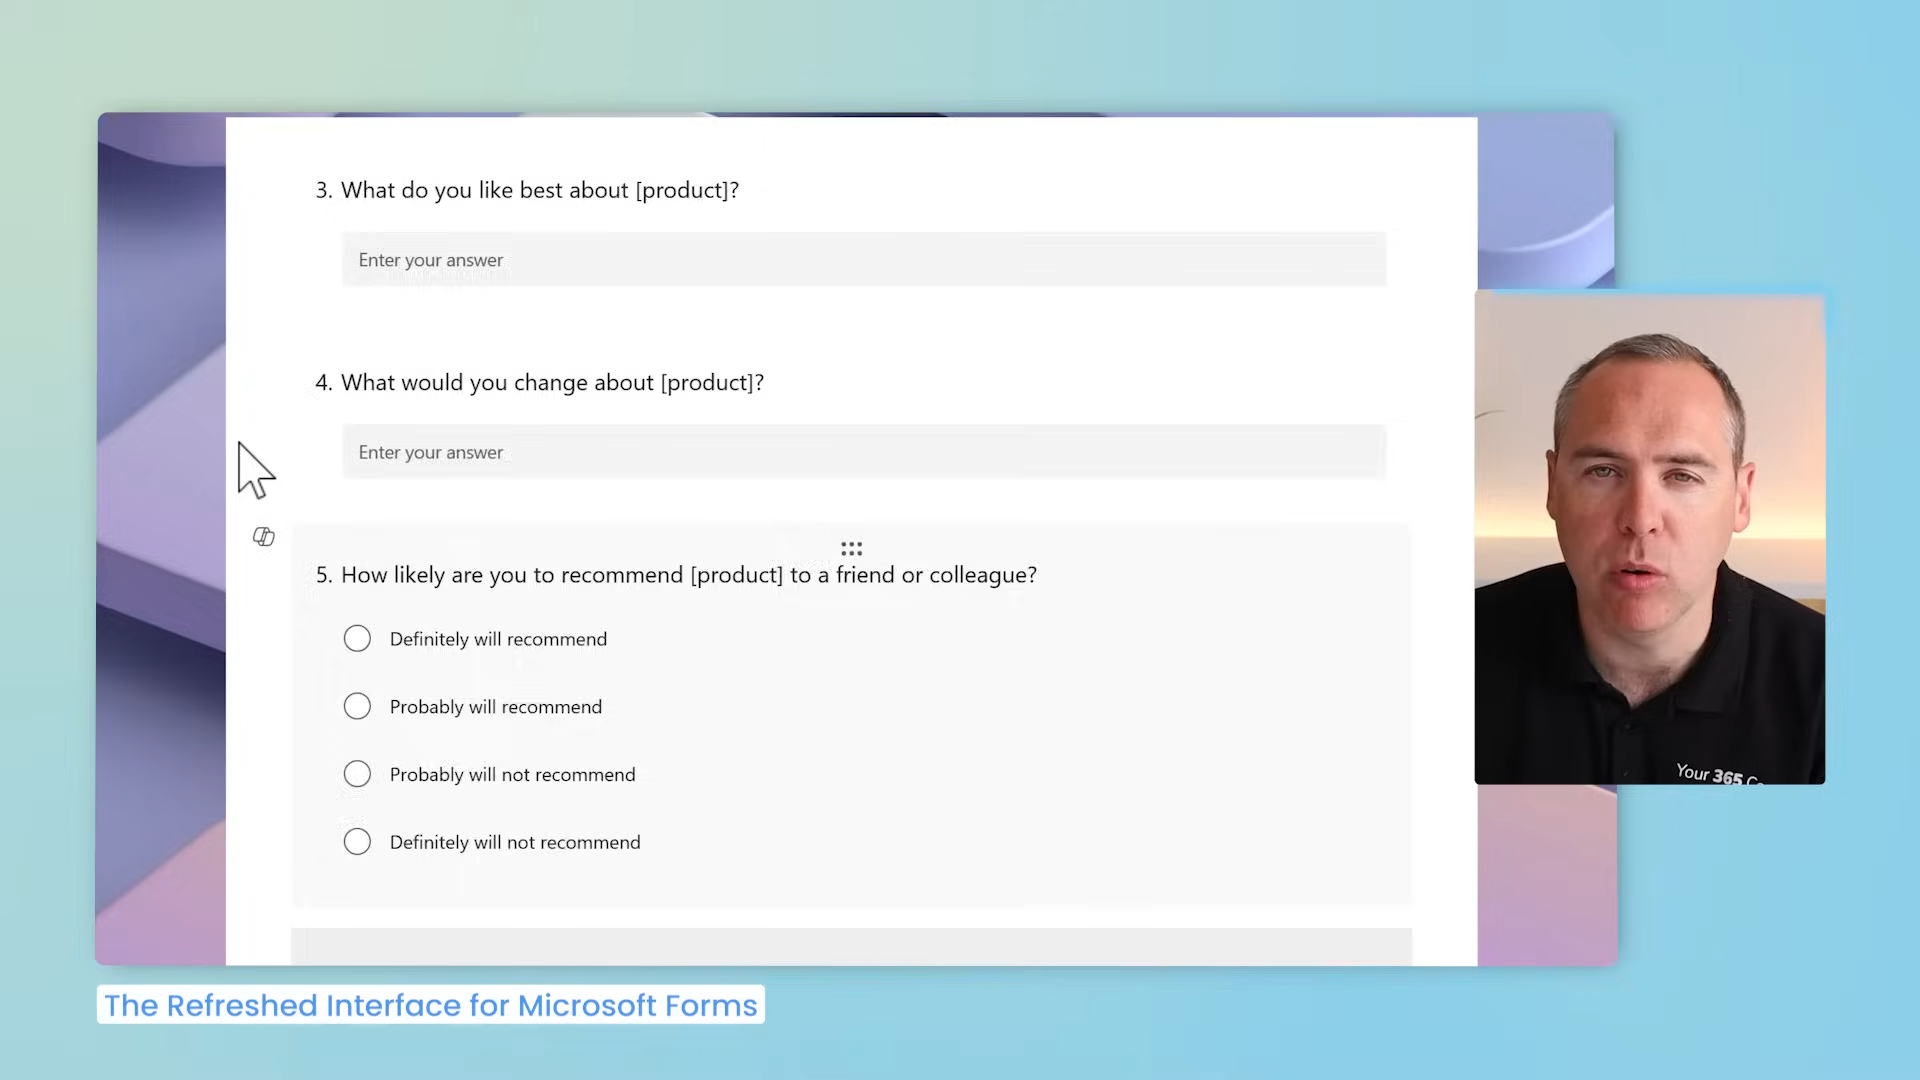 3. What do you like best about [product]?
Enter your answer
4. What would you change about [product]?
Enter your answer
5. How likely are you to recommend [product] to a friend or colleague?
Definitely will recommend
Probably will recommend
Probably will not recommend
Definitely will not recommend
Your 365
The Refreshed Interface for Microsoft Forms